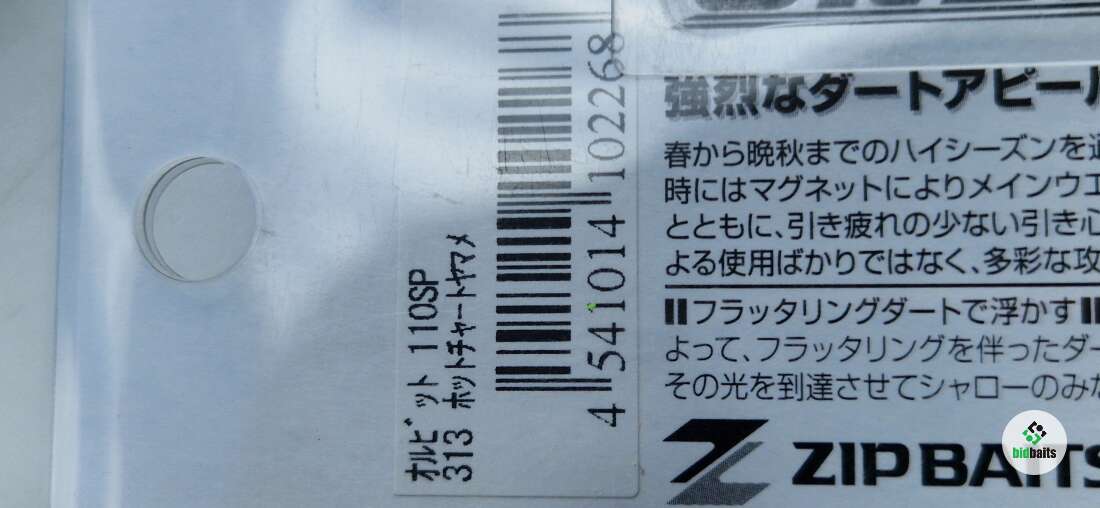 オルビット 110SP
313 ホットチャートヤマメ
4 541014 102268
強烈なダートアピール
春から晩秋までのハイシーズンを
時にはマグネットによりメインウエ
とともに、引き疲れの少ない引き心
よる使用ばかりではなく、多彩な攻
フラッタリングダートで浮かす
よって、フラッタリングを伴ったダー
その光を到達させてシャローのみな
ZIPBAITS
bidbaits